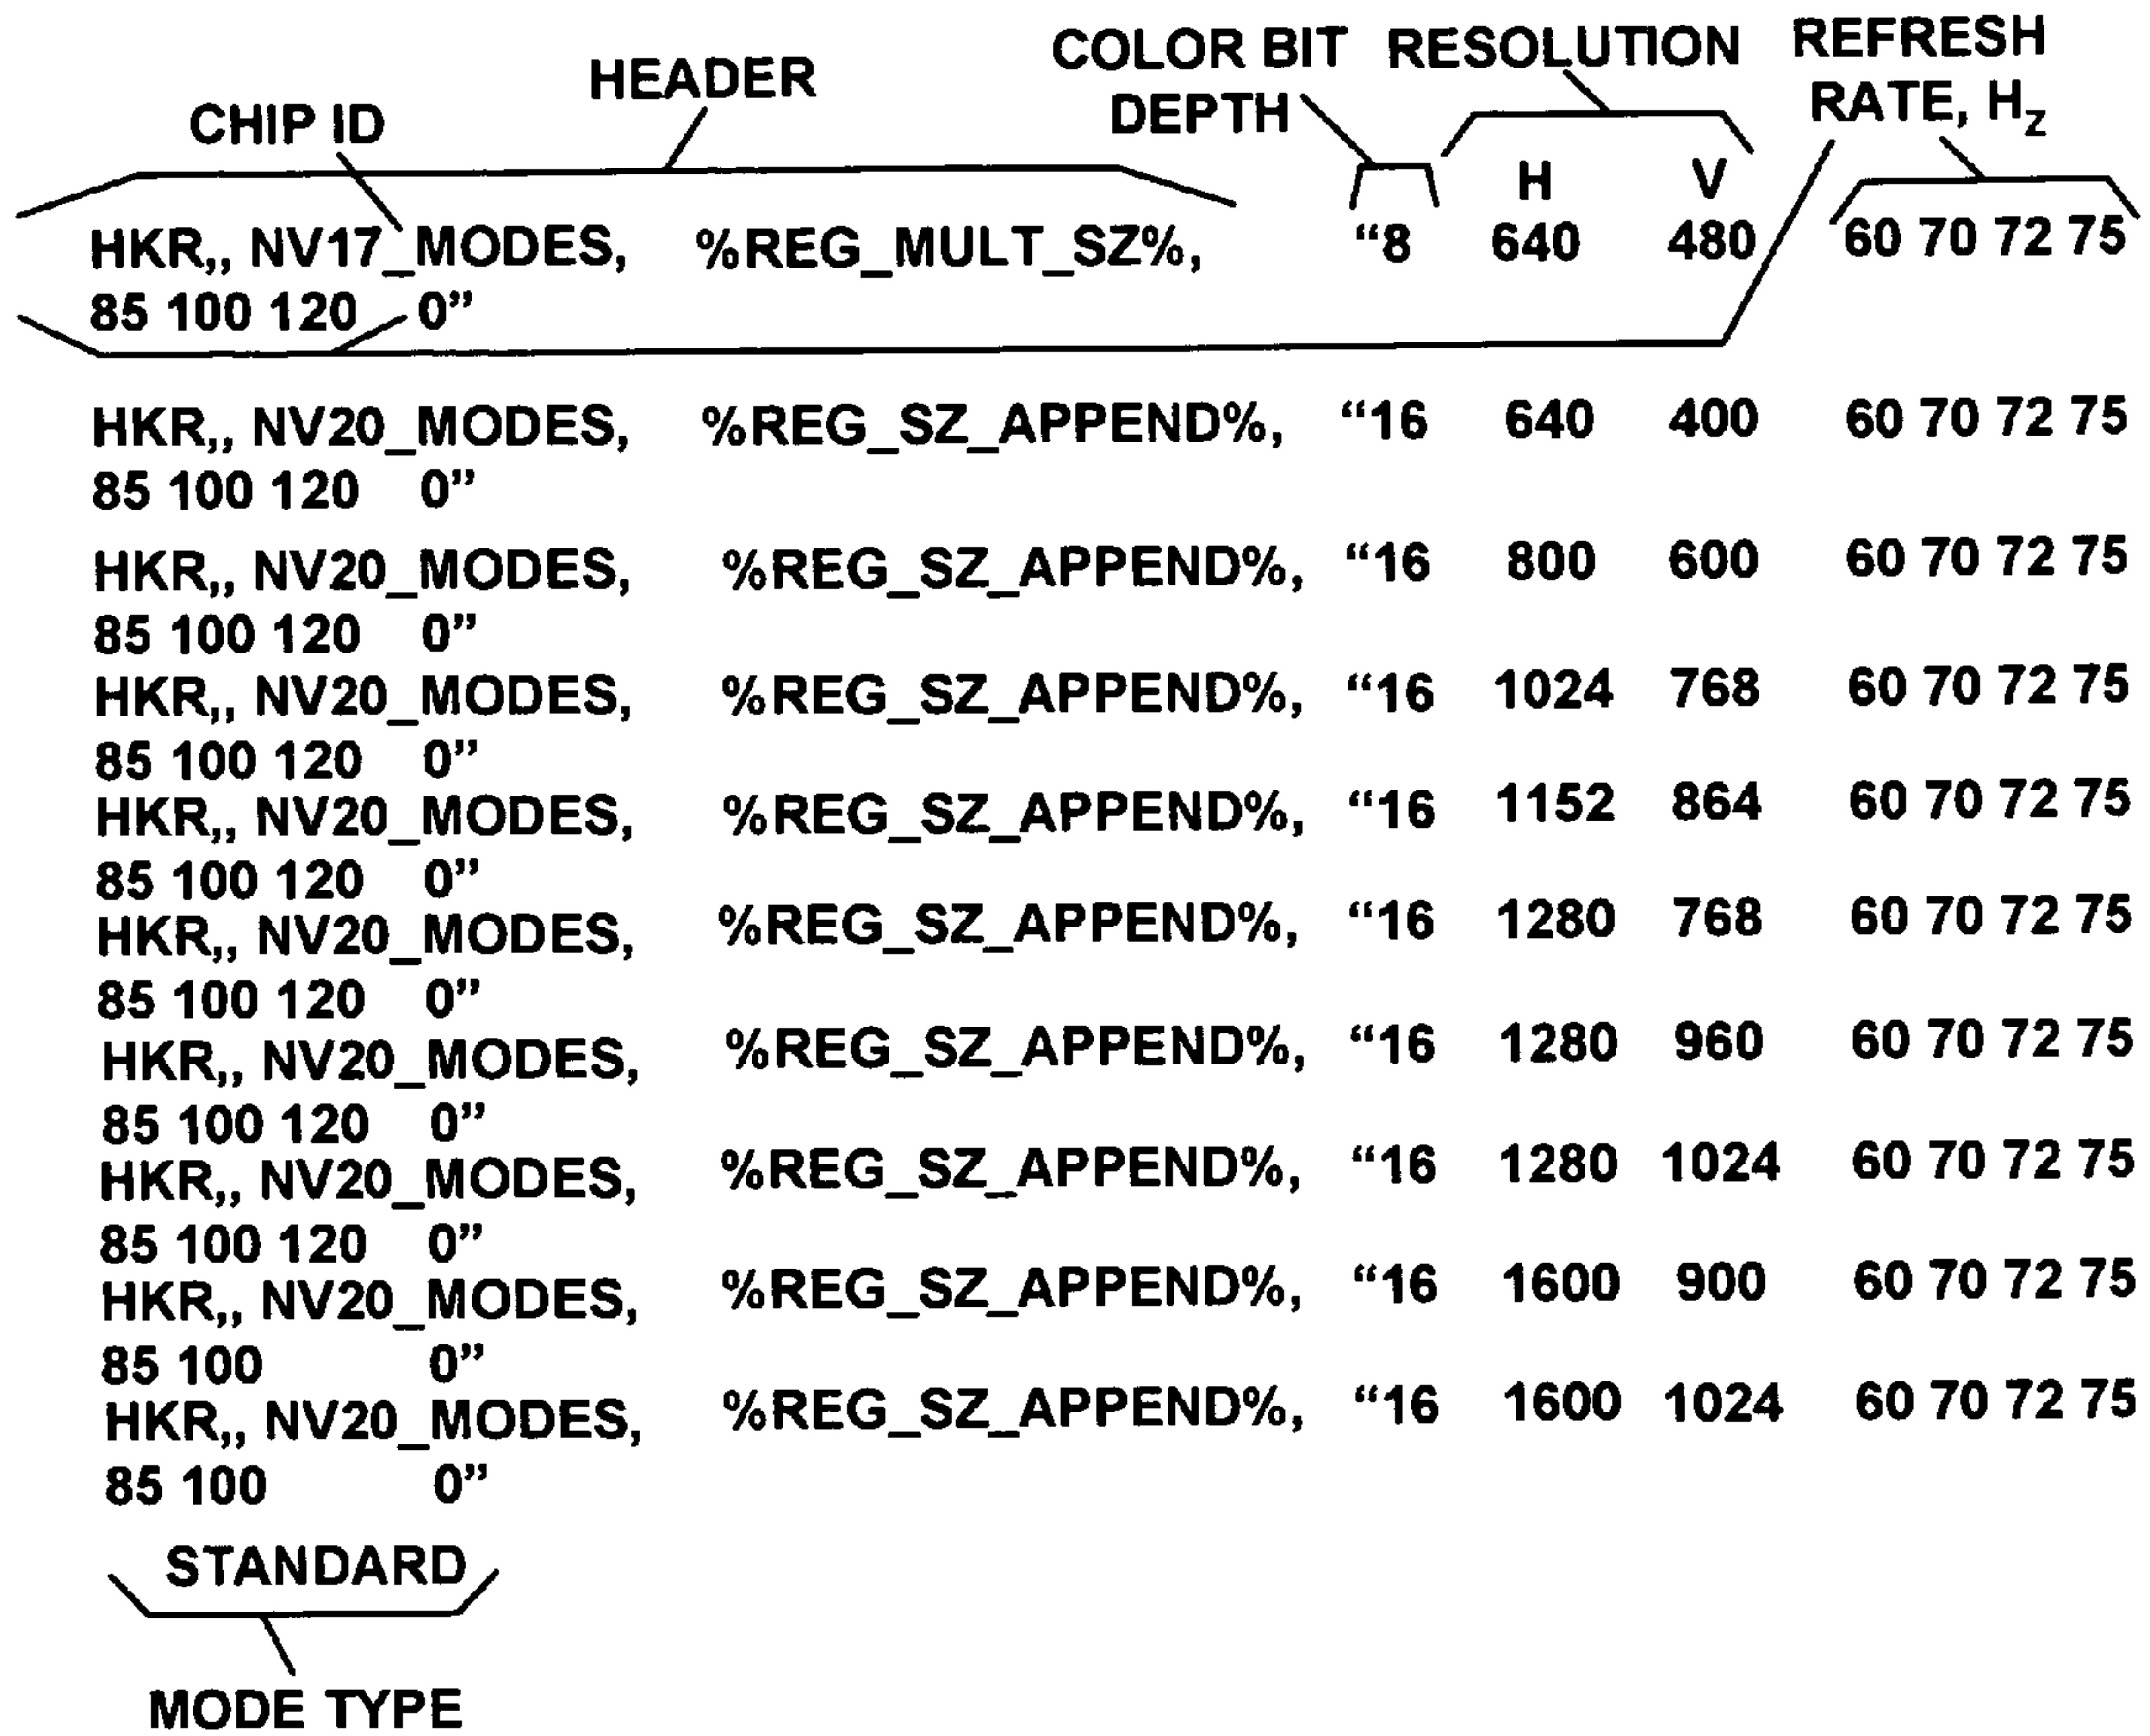 COLOR BIT RESOLUTION REFRESH
HEADER DEPTH RATE, HZ
CHIP ID
H V
HKR,, NV17_MODES, %REG_MULT_SZ%, “8 640 480 60 70 72 75
85 100 120 0”
HKR,, NV20_MODES, %REG_SZ_APPEND%, “16 640 400 60 70 72 75
85 100 120 0”
HKR,, NV20_MODES, %REG_SZ_APPEND%, “16 800 600 60 70 72 75
85 100 120 0”
HKR,, NV20_MODES, %REG_SZ_APPEND%, “16 1024 768 60 70 72 75
85 100 120 0”
HKR,, NV20_MODES, %REG_SZ_APPEND%, “16 1152 864 60 70 72 75
85 100 120 0”
HKR,, NV20_MODES, %REG_SZ_APPEND%, “16 1280 768 60 70 72 75
85 100 120 0”
HKR,, NV20_MODES, %REG_SZ_APPEND%, “16 1280 960 60 70 72 75
85 100 120 0”
HKR,, NV20_MODES, %REG_SZ_APPEND%, “16 1280 1024 60 70 72 75
85 100 120 0”
HKR,, NV20_MODES, %REG_SZ_APPEND%, “16 1600 900 60 70 72 75
85 100 0”
HKR,, NV20_MODES, %REG_SZ_APPEND%, “16 1600 1024 60 70 72 75
85 100 0”
STANDARD
MODE TYPE